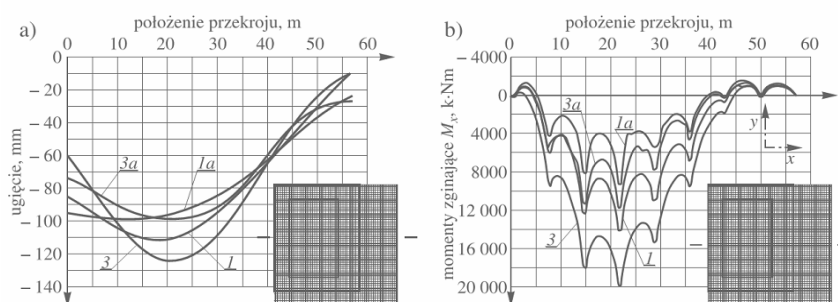 a)
położenie przekroju, m
0 10 20 30 40 50 60
ugięcie, mm
0
– 20
– 40
– 60
– 80
– 100
– 120
– 140
3a
1a
3
1
b)
położenie przekroju, m
0 10 20 30 40 50 60
momenty zginające Mx, k·Nm
– 4000
0
4000
8000
12 000
16 000
20 000
3a
1a
3
1
y
x